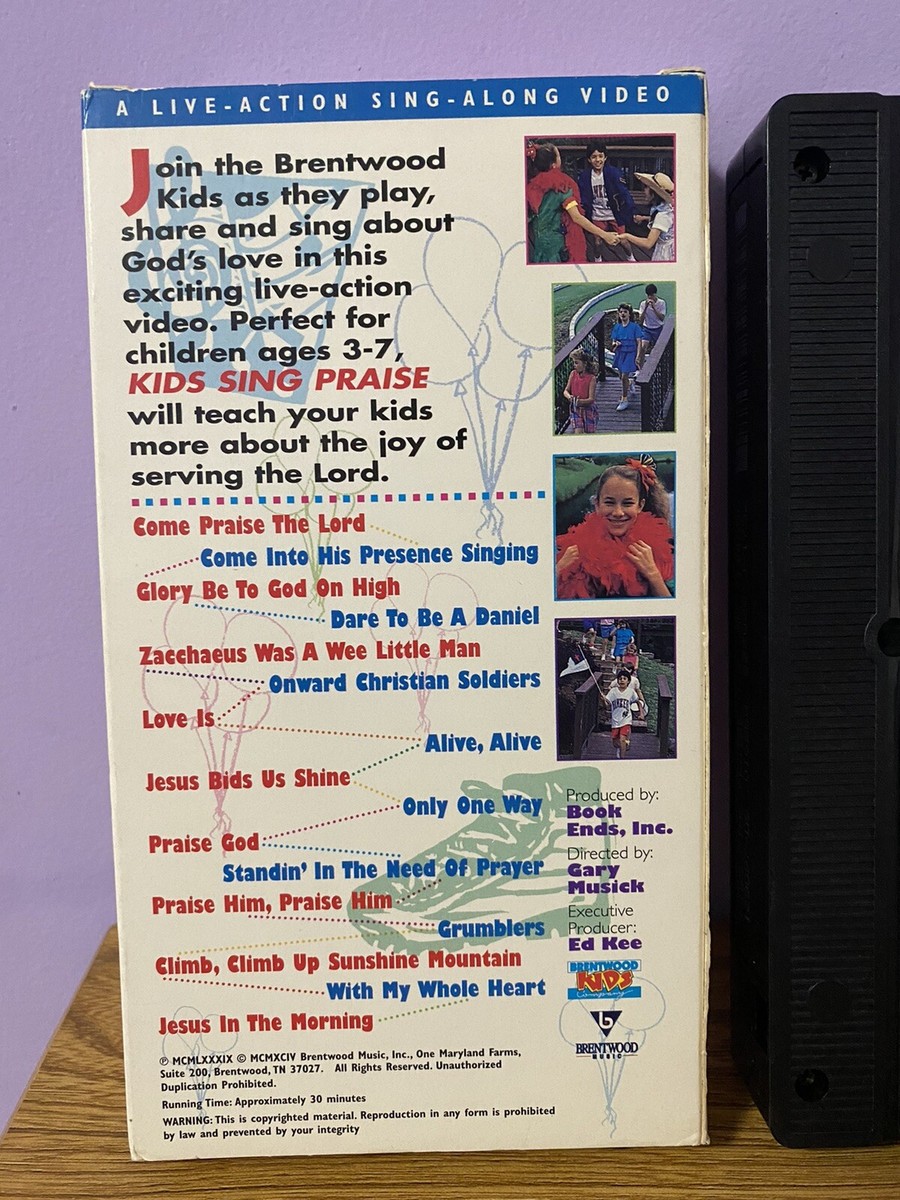 A LIVE-ACTION SING-ALONG VIDEO
Join the Brentwood
Kids as they play,
share and sing about
God's love in this
exciting live-action
video. Perfect for
children ages 3-7,
KIDS SING PRAISE
will teach your kids
more about the joy of
serving the Lord.
Come Praise The Lord
Come Into His Presence Singing
Glory Be To God On High
Dare To Be A Daniel
Zacchaeus Was A Wee Little Man
Onward Christian Soldiers
Love Is
Alive, Alive
Jesus Bids Us Shine
Only One Way
Praise God
Standin' In The Need Of Prayer
Praise Him, Praise Him
Grumblers
Climb, Climb Up Sunshine Mountain
With My Whole Heart
Jesus In The Morning
Produced by:
Book
Ends, Inc.
Directed by:
Gary
Musick
Executive
Producer:
Ed Kee
BRENTWOOD
KIDS
Company
b
BRENTWOOD
MUSIC
℗ MCMLXXXIX © MCMXCIV Brentwood Music, Inc., One Maryland Farms,
Suite 200, Brentwood, TN 37027. All Rights Reserved. Unauthorized
Duplication Prohibited.
Running Time: Approximately 30 minutes
WARNING: This is copyrighted material. Reproduction in any form is prohibited
by law and prevented by your integrity